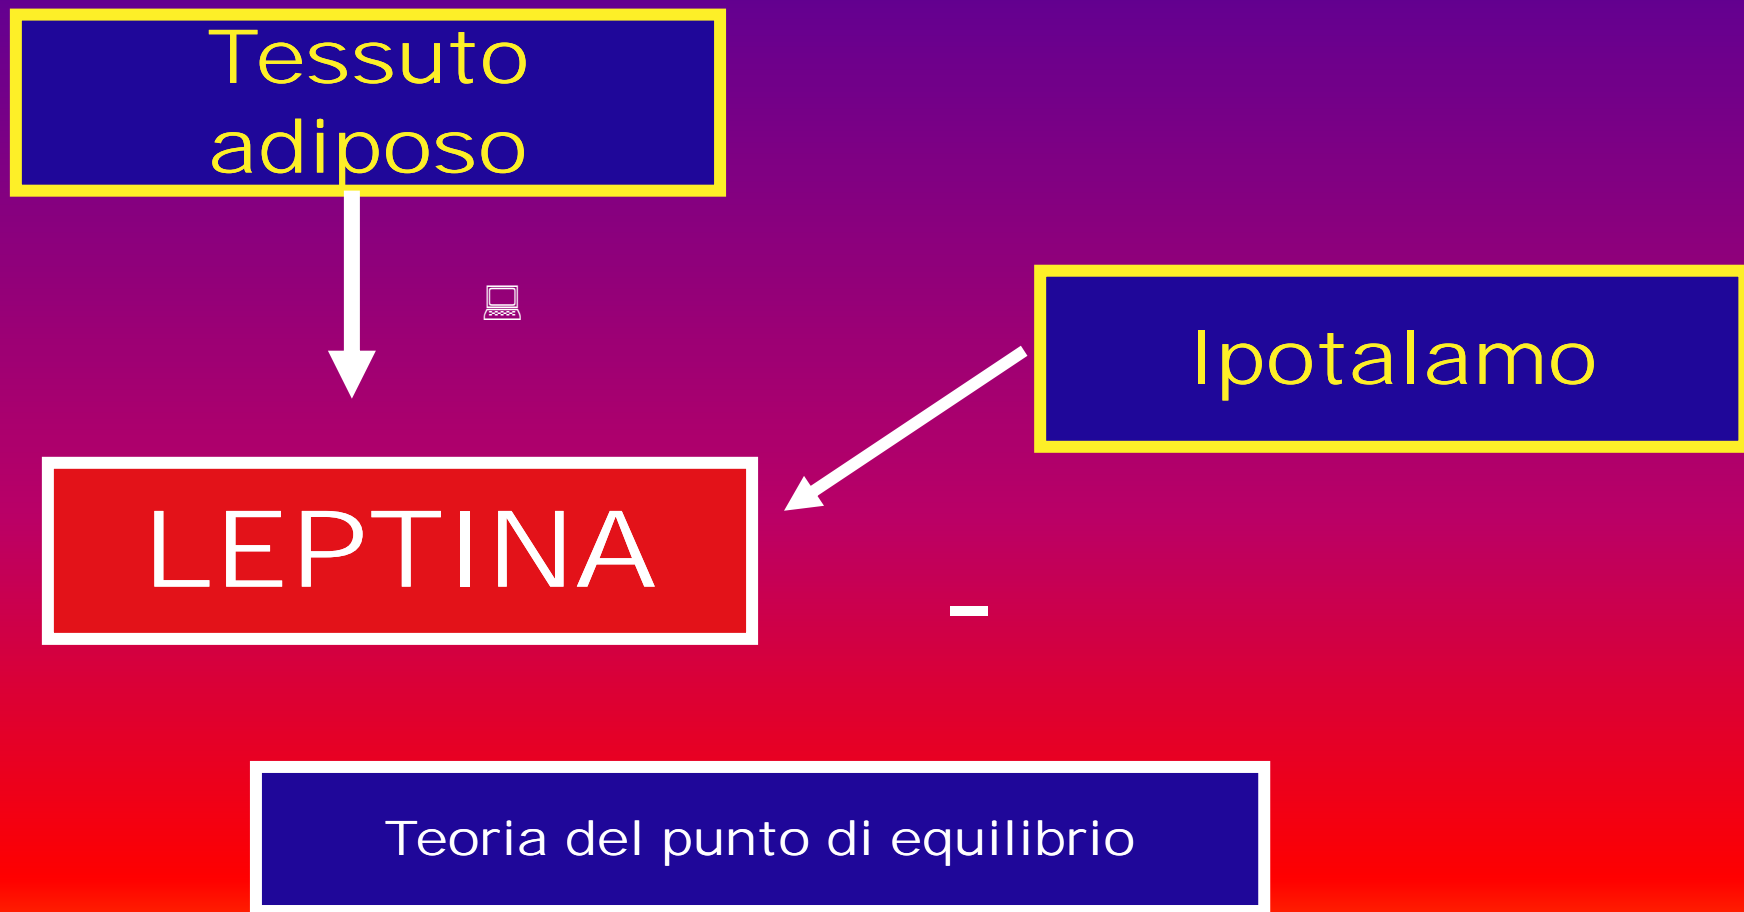 Tessuto
adiposo
Ipotalamo
LEPTINA
–
Teoria del punto di equilibrio